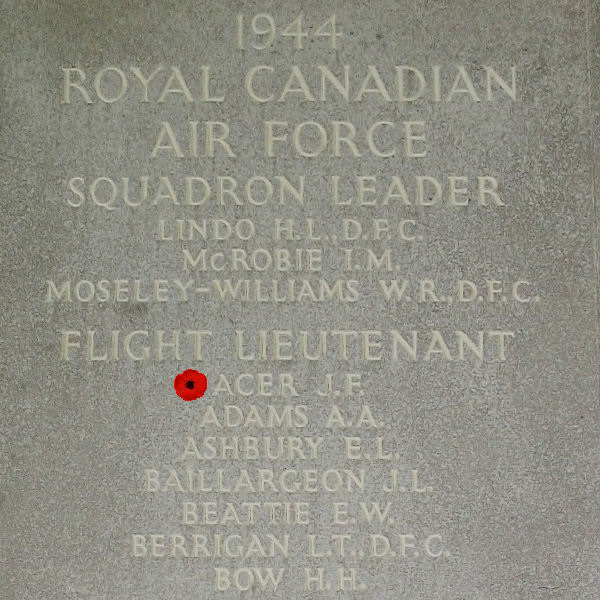 1944
ROYAL CANADIAN
AIR FORCE
SQUADRON LEADER
LINDO H.L., D.F.C.
McROBIE I.M.
MOSELEY-WILLIAMS W.R., D.F.C.
FLIGHT LIEUTENANT
ACER J.F.
ADAMS A.A.
ASHBURY E.L.
BAILLARGEON J.L.
BEATTIE E.W.
BERRIGAN L.T., D.F.C.
BOW H.H.